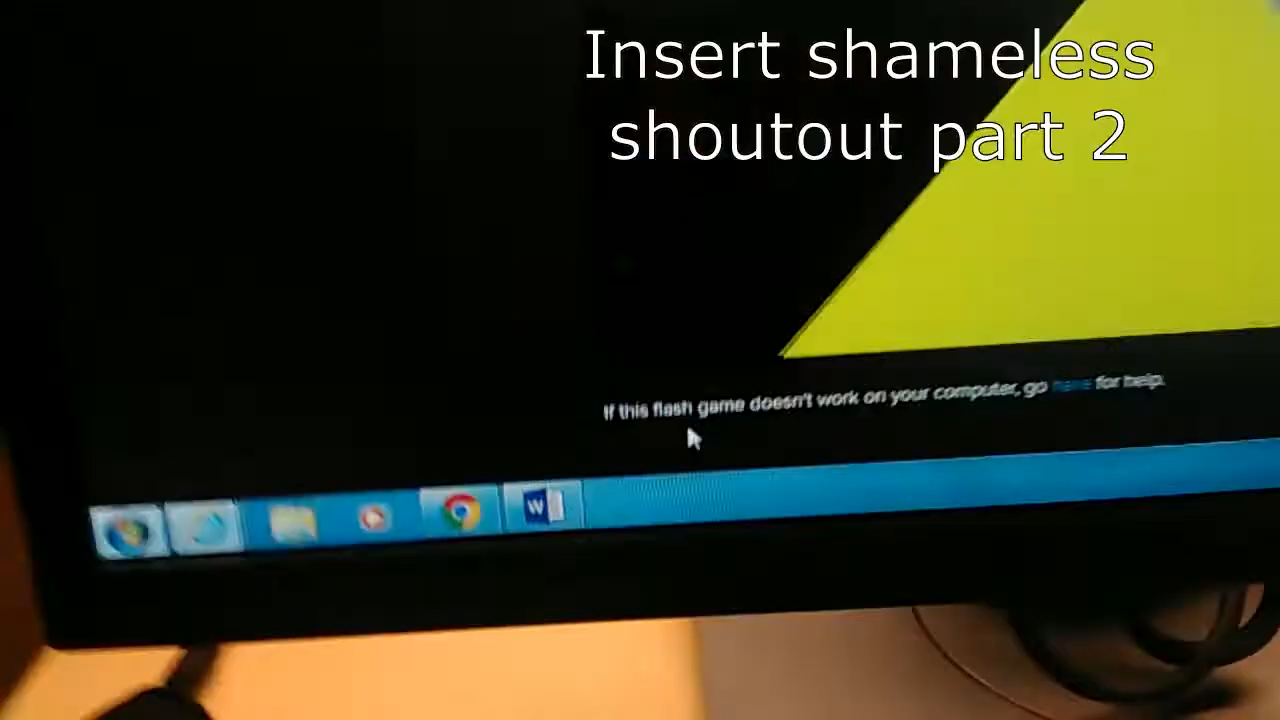 Insert shameless
shoutout part 2
If this flash game doesn't work on your computer, go here for help.
W